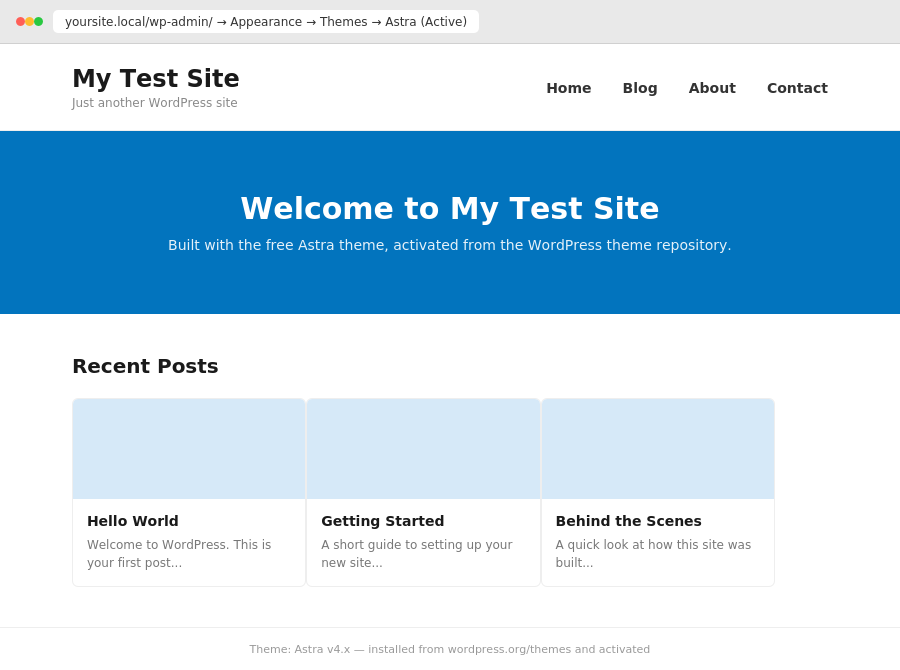 yoursite.local/wp-admin/ → Appearance → Themes → Astra (Active)
My Test Site
Just another WordPress site
Home Blog About Contact
Welcome to My Test Site
Built with the free Astra theme, activated from the WordPress theme repository.
Recent Posts
Hello World
Welcome to WordPress. This is
your first post...
Getting Started
A short guide to setting up your
new site...
Behind the Scenes
A quick look at how this site was
built...
Theme: Astra v4.x — installed from wordpress.org/themes and activated